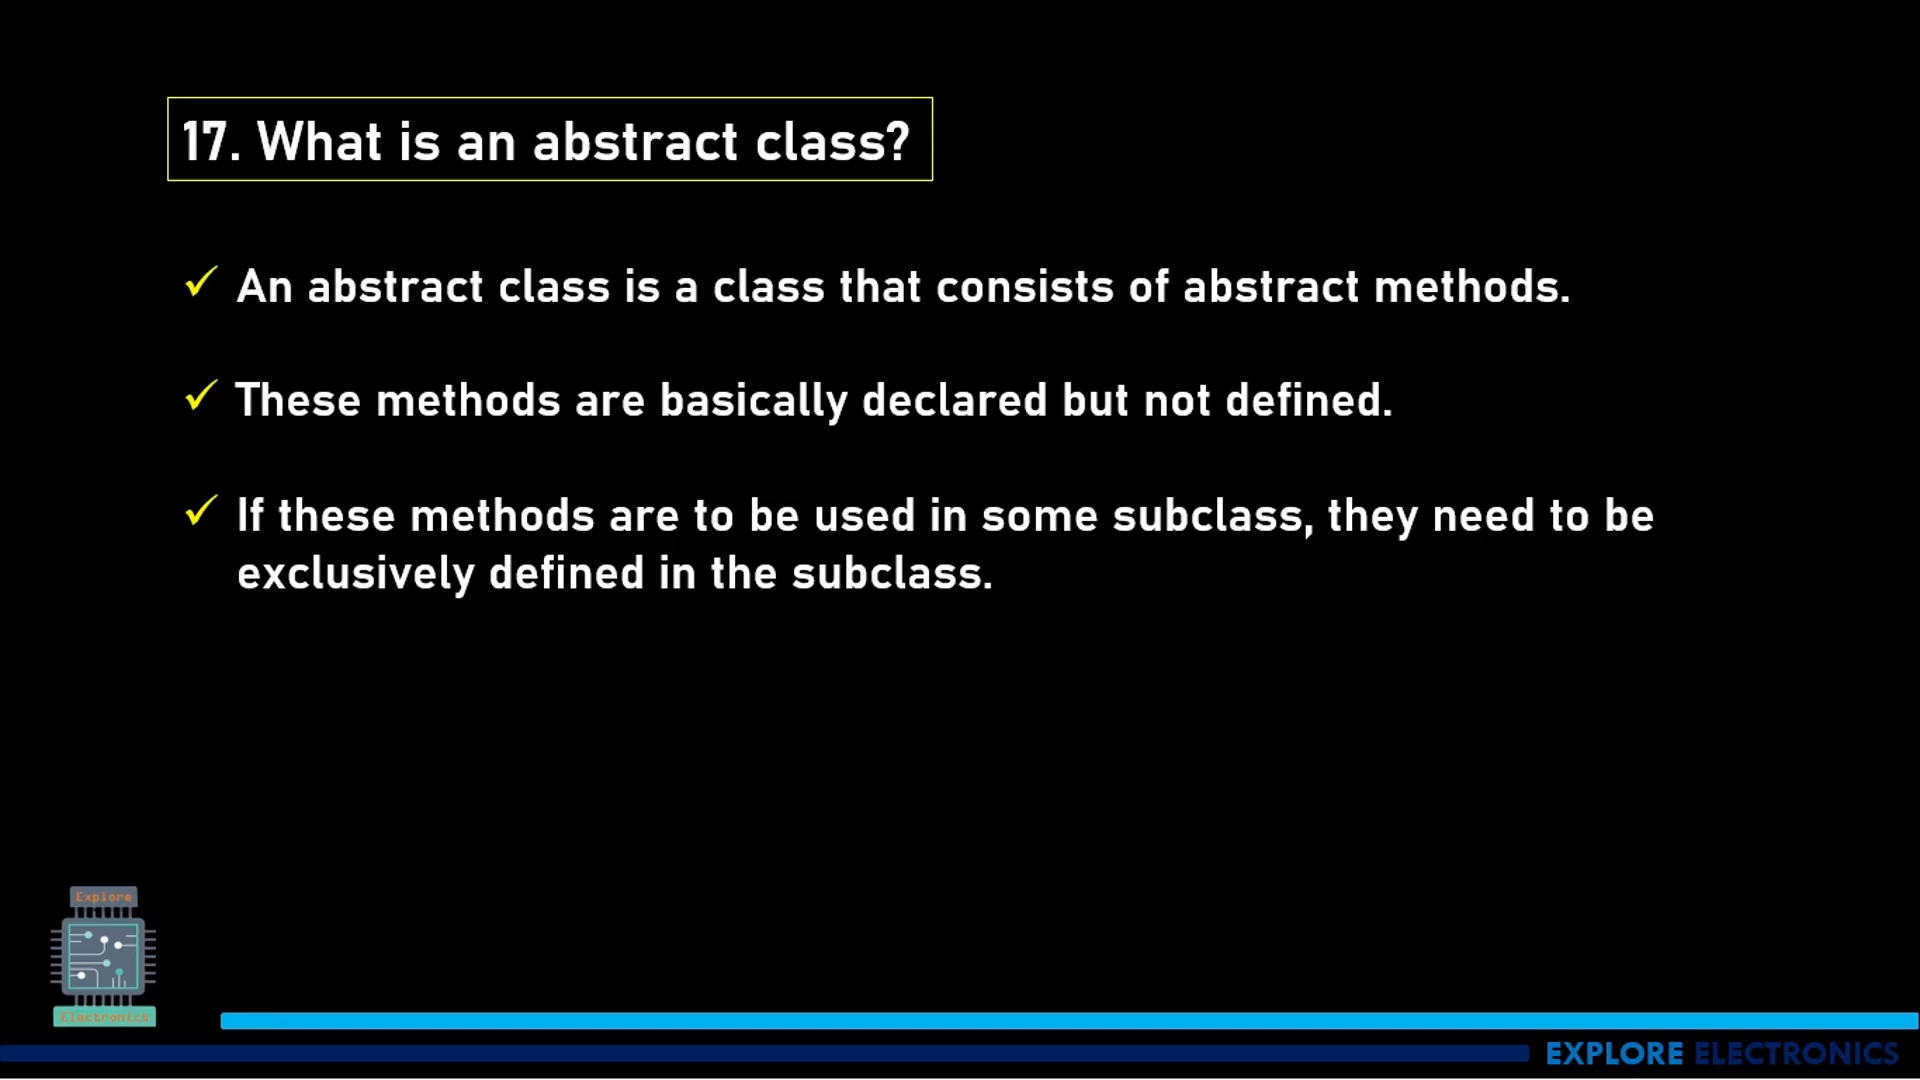 17. What is an abstract class?
✓ An abstract class is a class that consists of abstract methods.
✓ These methods are basically declared but not defined.
✓ If these methods are to be used in some subclass, they need to be
exclusively defined in the subclass.
Explore
Electronics
EXPLORE ELECTRONICS